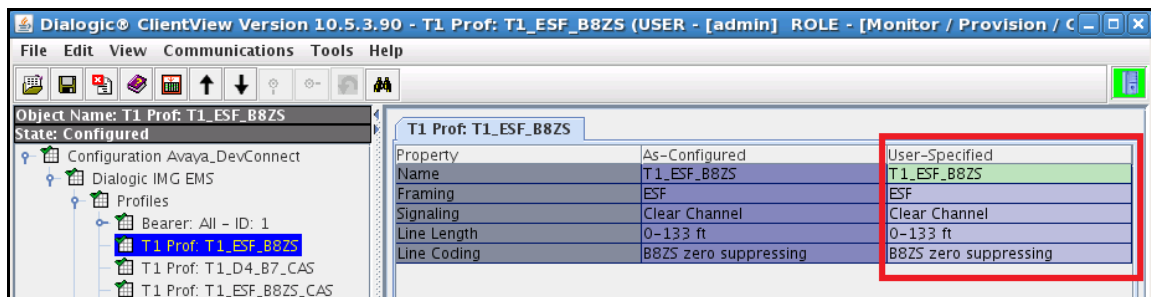 Dialogic® ClientView Version 10.5.3.90 - T1 Prof: T1_ESF_B8ZS (USER - [admin] ROLE - [Monitor / Provision / C
File Edit View Communications Tools Help
Object Name: T1 Prof: T1_ESF_B8ZS
State: Configured
Configuration Avaya_DevConnect
Dialogic IMG EMS
Profiles
Bearer: All - ID: 1
T1 Prof: T1_ESF_B8ZS
T1 Prof: T1_D4_B7_CAS
T1 Prof: T1_ESF_B8ZS_CAS
T1 Prof: T1_ESF_B8ZS
Property As-Configured User-Specified
Name T1_ESF_B8ZS T1_ESF_B8ZS
Framing ESF ESF
Signaling Clear Channel Clear Channel
Line Length 0-133 ft 0-133 ft
Line Coding B8ZS zero suppressing B8ZS zero suppressing